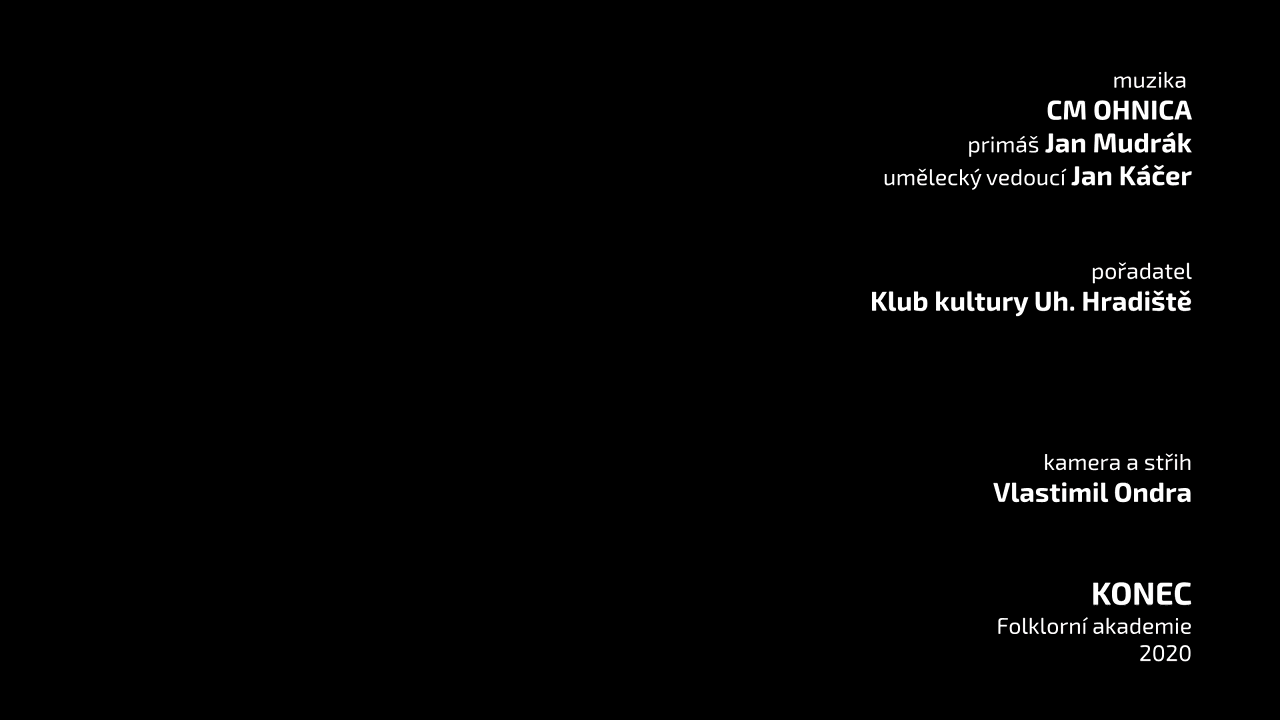 muzika
CM OHNICA
primáš Jan Mudrák
umělecký vedoucí Jan Káčer
pořadatel
Klub kultury Uh. Hradiště
kamera a střih
Vlastimil Ondra
KONEC
Folklorní akademie
2020